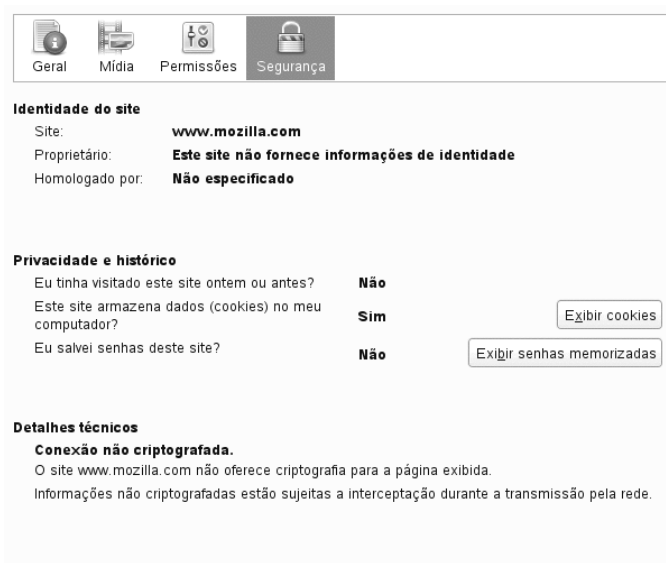 Geral Mídia Permissões Segurança
Identidade do site
Site: www.mozilla.com
Proprietário: Este site não fornece informações de identidade
Homologado por: Não especificado
Privacidade e histórico
Eu tinha visitado este site ontem ou antes? Não
Este site armazena dados (cookies) no meu
computador? Sim Exibir cookies
Eu salvei senhas deste site? Não Exibir senhas memorizadas
Detalhes técnicos
Conexão não criptografada.
O site www.mozilla.com não oferece criptografia para a página exibida.
Informações não criptografadas estão sujeitas a interceptação durante a transmissão pela rede.